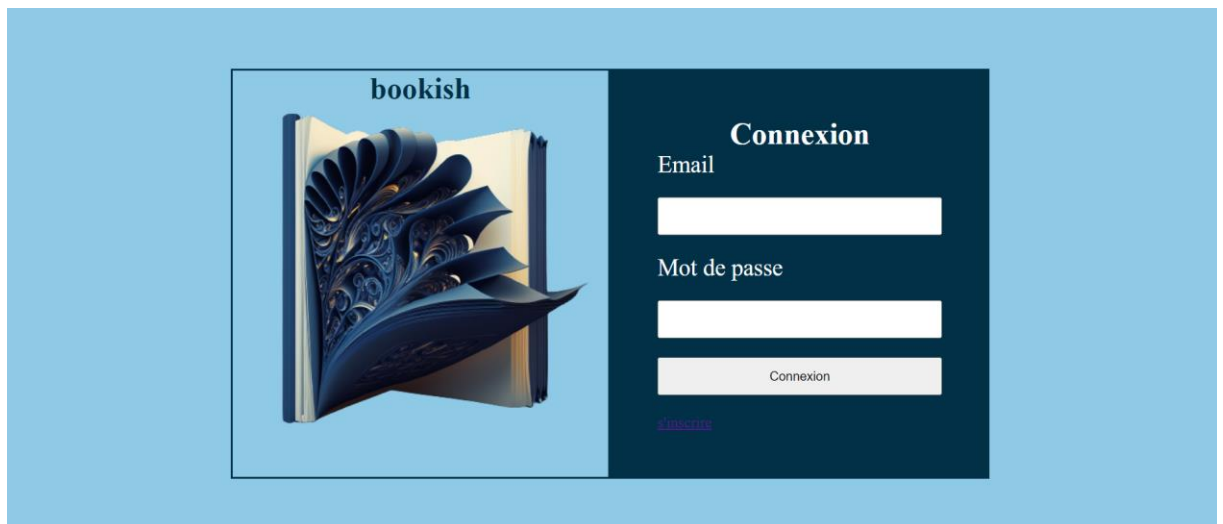 bookish
Connexion
Email
Mot de passe
Connexion
s'inscrire